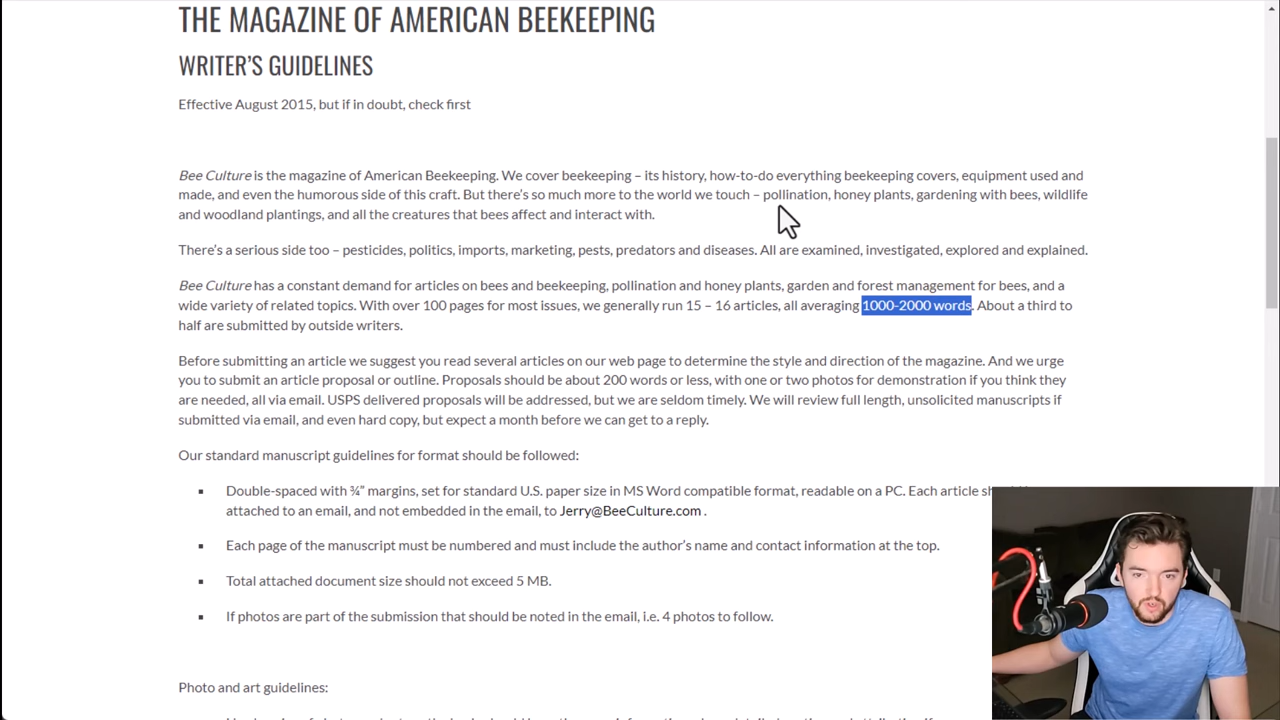 THE MAGAZINE OF AMERICAN BEEKEEPING
WRITER'S GUIDELINES
Effective August 2015, but if in doubt, check first
Bee Culture is the magazine of American Beekeeping. We cover beekeeping – its history, how-to-do everything beekeeping covers, equipment used and
made, and even the humorous side of this craft. But there's so much more to the world we touch – pollination, honey plants, gardening with bees, wildlife
and woodland plantings, and all the creatures that bees affect and interact with.
There's a serious side too – pesticides, politics, imports, marketing, pests, predators and diseases. All are examined, investigated, explored and explained.
Bee Culture has a constant demand for articles on bees and beekeeping, pollination and honey plants, garden and forest management for bees, and a
wide variety of related topics. With over 100 pages for most issues, we generally run 15 – 16 articles, all averaging 1000-2000 words. About a third to
half are submitted by outside writers.
Before submitting an article we suggest you read several articles on our web page to determine the style and direction of the magazine. And we urge
you to submit an article proposal or outline. Proposals should be about 200 words or less, with one or two photos for demonstration if you think they
are needed, all via email. USPS delivered proposals will be addressed, but we are seldom timely. We will review full length, unsolicited manuscripts if
submitted via email, and even hard copy, but expect a month before we can get to a reply.
Our standard manuscript guidelines for format should be followed:
▪ Double-spaced with ¾" margins, set for standard U.S. paper size in MS Word compatible format, readable on a PC. Each article
attached to an email, and not embedded in the email, to Jerry@BeeCulture.com .
▪ Each page of the manuscript must be numbered and must include the author's name and contact information at the top.
▪ Total attached document size should not exceed 5 MB.
▪ If photos are part of the submission that should be noted in the email, i.e. 4 photos to follow.
Photo and art guidelines: